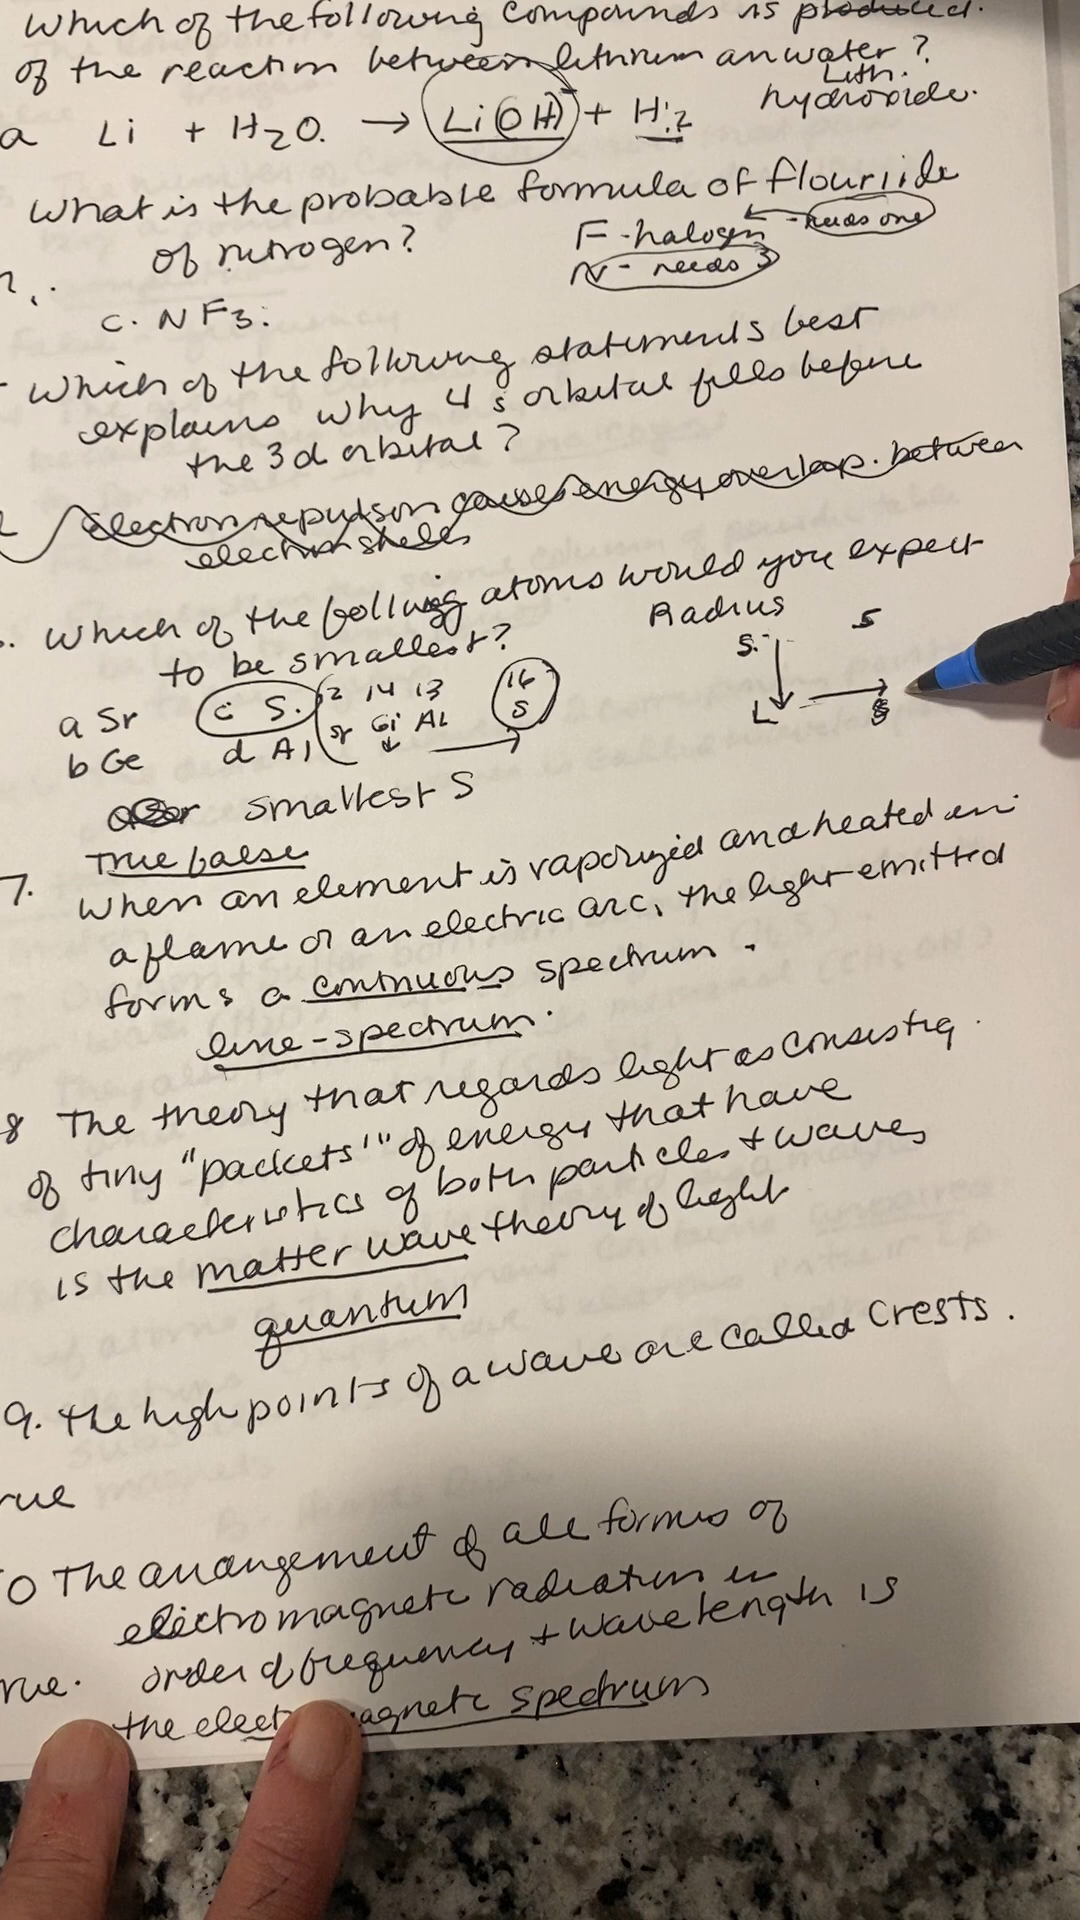 Which of the following compounds is produced.
of the reaction between lithium an water?
Lith.
hydroxide.
a Li + H2O. → Li(OH) + H2
What is the probable formula of flouriide
of nitrogen?
F - halogen - needs one
N - needs 3
C. NF3.
Which of the following statements best
explains why 4s orbital fills before
the 3d orbital?
electron repulson causes energy overlap. between
electron shells
Which of the following atoms would you expect
to be smallest?
Radius
S
S.
L
a Sr
c S.
14 13
16
Al
S
b Ge
d Al
smallest S
True false
7. When an element is vaporized and heated in
a flame or an electric arc, the light emitted
forms a continuous spectrum.
line-spectrum.
8 The theory that regards light as consistig
of tiny "packets" of energy that have
characteristics of both particles + waves
is the matter wave theory of light
quantum
9. the high points of a wave are called crests.
rue
0 The arrangement of all forms of
electromagnetic radiation in
order of frequency + wavelength is
rue.
the elect agnetic spectrum